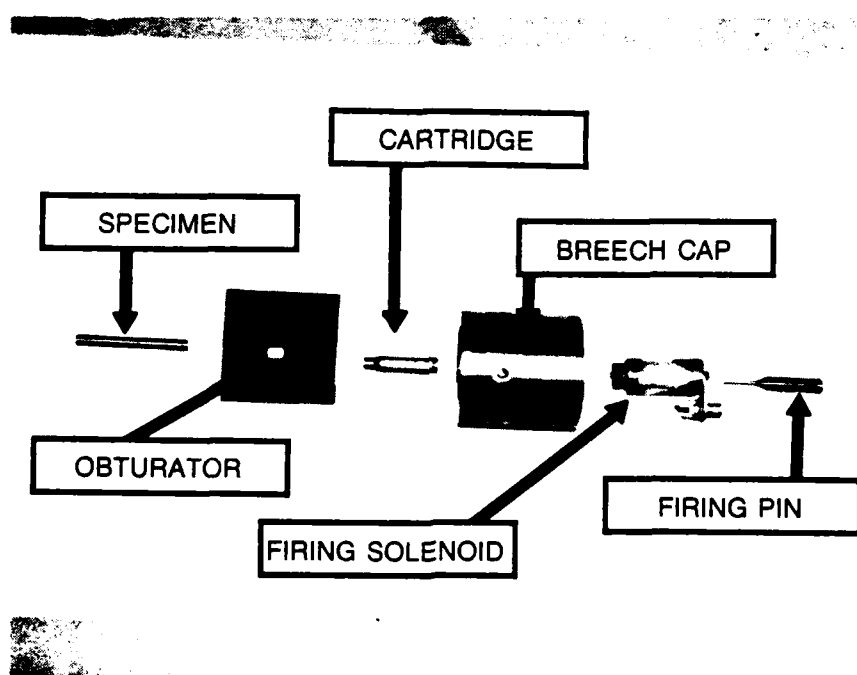 CARTRIDGE
SPECIMEN
BREECH CAP
OBTURATOR
FIRING PIN
FIRING SOLENOID